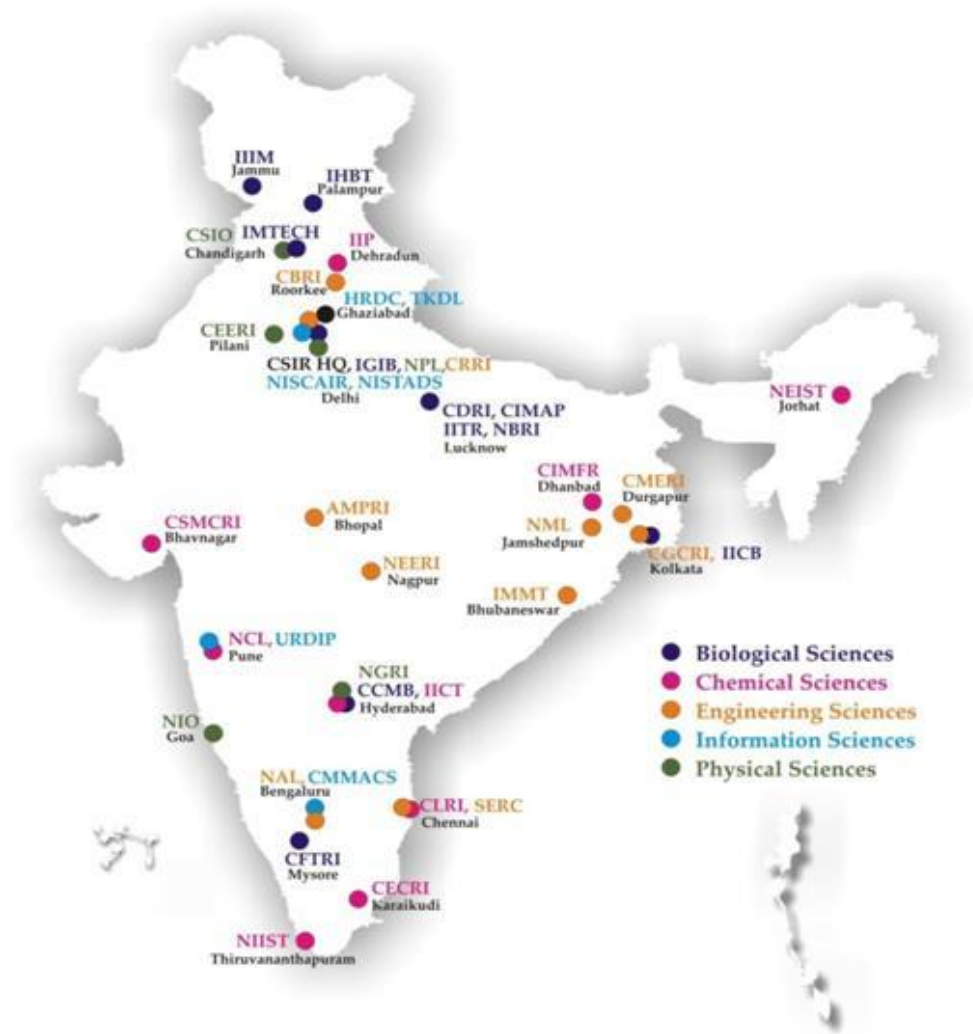 IIIM
Jammu
IHBT
Palampur
CSIO
IMTECH
Chandigarh
IIP
Dehradun
CBRI
Roorkee
HRDC, TKDL
Ghaziabad
CEERI
Pilani
CSIR HQ, IGIB, NPL,CRRI
NISCAIR, NISTADS
Delhi
NEIST
Jorhat
CDRI, CIMAP
IITR, NBRI
Lucknow
CIMFR
Dhanbad
CMERI
Durgapur
AMPRI
Bhopal
NML
Jamshedpur
CSMCRI
Bhavnagar
CGCRI, IICB
Kolkata
NEERI
Nagpur
IMMT
Bhubaneswar
NCL, URDIP
Pune
Biological Sciences
Chemical Sciences
Engineering Sciences
Information Sciences
Physical Sciences
NGRI
CCMB, IICT
Hyderabad
NIO
Goa
NAL, CMMACS
Bengaluru
CLRI, SERC
Chennai
CFTRI
Mysore
CECRI
Karaikudi
NIIST
Thiruvananthapuram